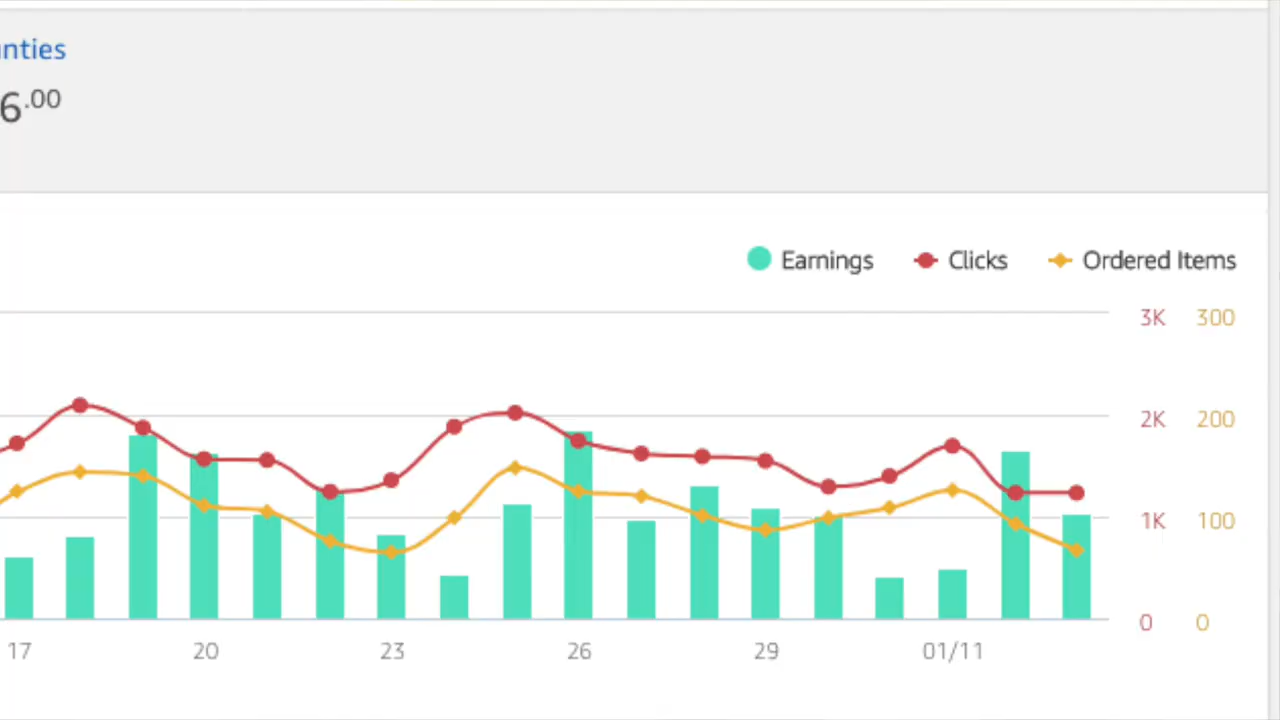 nties
6.00
Earnings Clicks Ordered Items
3K 300
2K 200
1K 100
0 0
17 20 23 26 29 01/11